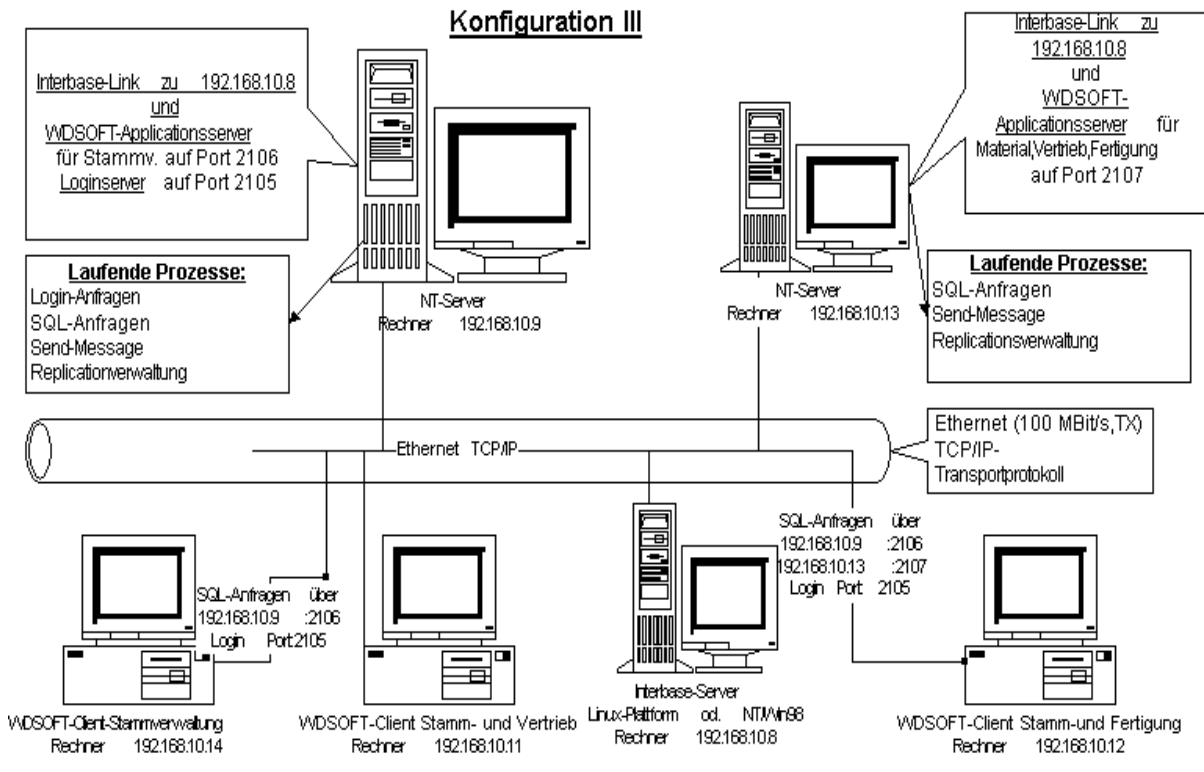 Konfiguration III
Interbase-Link zu 192.168.10.8
und
WDSOFT-Applicationsserver
für Stammv. auf Port 2106
Loginserver auf Port 2105
Interbase-Link zu
192.168.10.8
und
WDSOFT-
Applicationsserver für
Material,Vertrieb,Fertigung
auf Port 2107
Laufende Prozesse:
Login-Anfragen
SQL-Anfragen
Send-Message
Replicationverwaltung
NT-Server
Rechner 192.168.10.9
NT-Server
Rechner 192.168.10.13
Laufende Prozesse:
SQL-Anfragen
Send-Message
Replicationsverwaltung
Ethernet TCP/IP
Ethernet (100 MBit/s,TX)
TCP/IP-
Transportprotokoll
SQL-Anfragen über
192.168.10.9 :2106
Login Port:2105
SQL-Anfragen über
192.168.10.9 :2106
192.168.10.13 :2107
Login Port 2105
WDSOFT-Client-Stammverwaltung
Rechner 192.168.10.14
WDSOFT-Client Stamm- und Vertrieb
Rechner 192.168.10.11
Interbase-Server
Linux-Plattform od. NT/Win98
Rechner 192.168.10.8
WDSOFT-Client Stamm-und Fertigung
Rechner 192.168.10.12